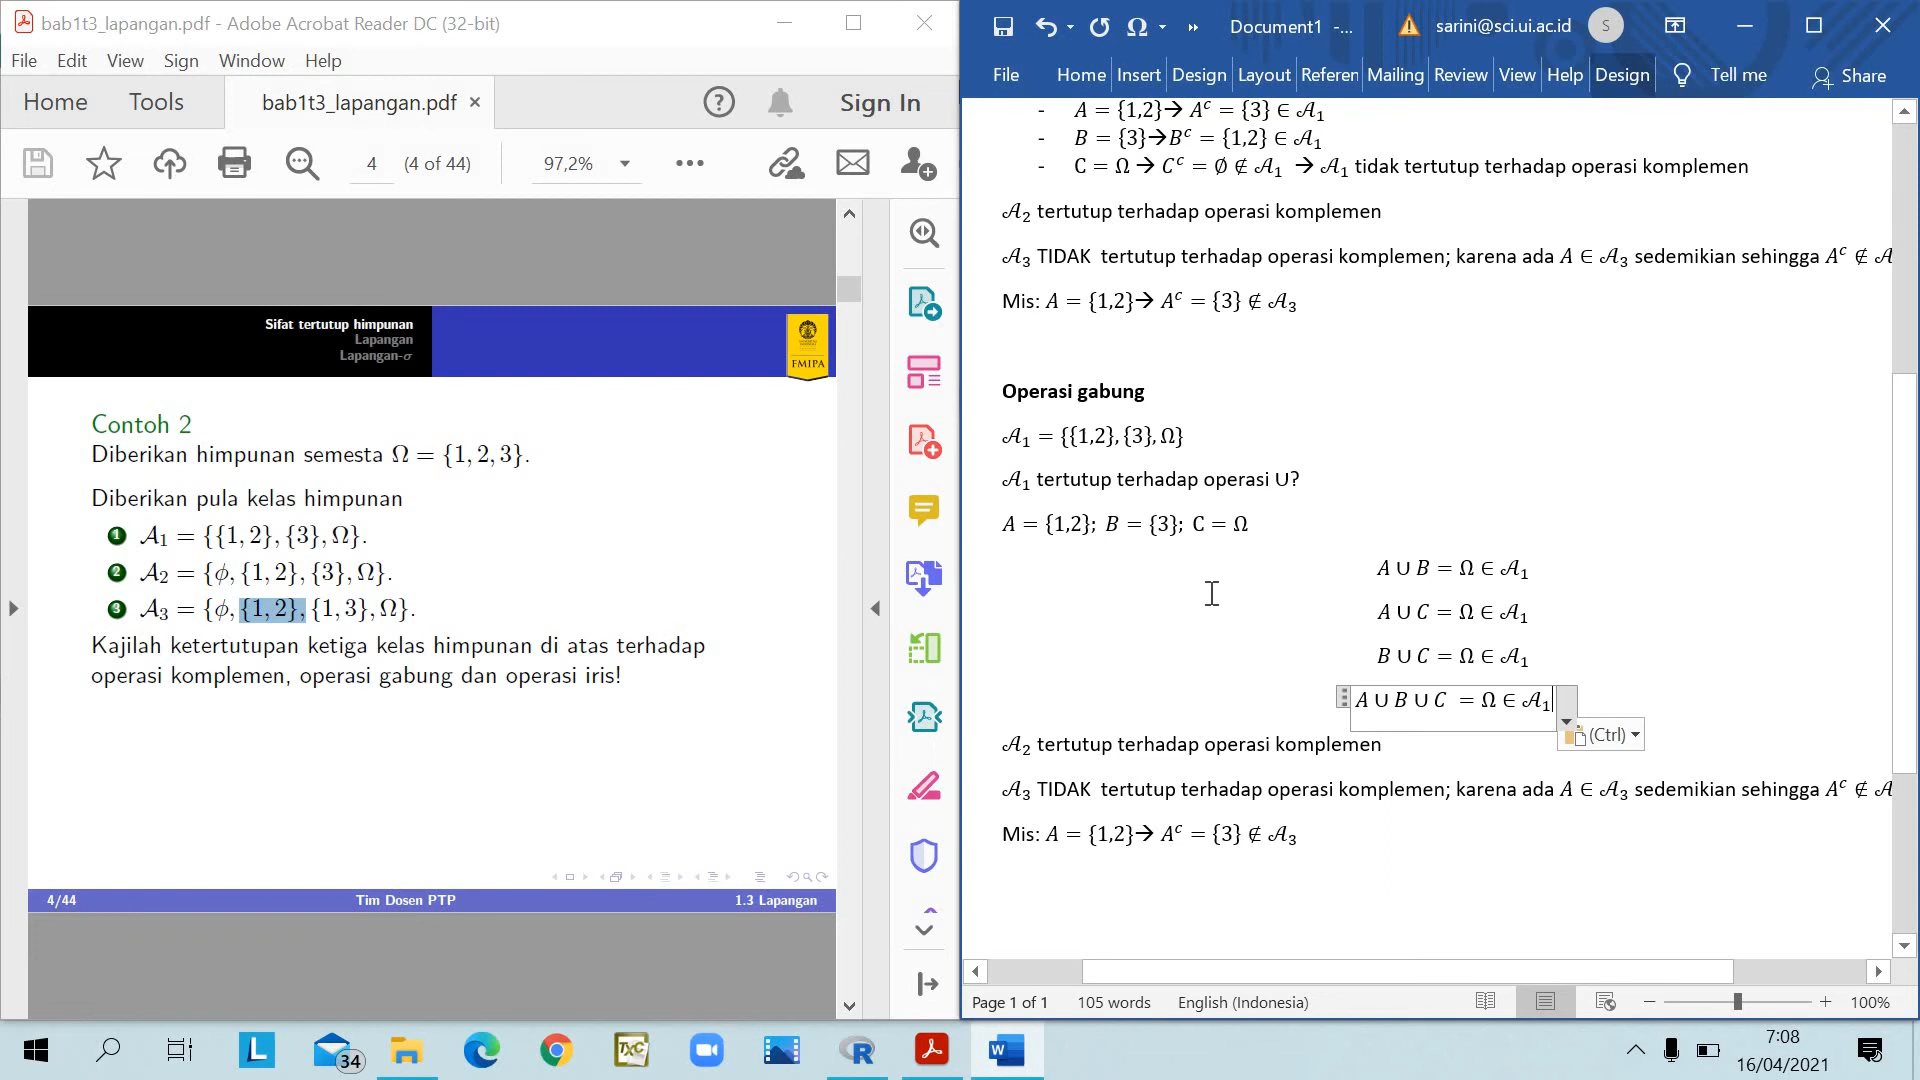 bab1t3_lapangan.pdf - Adobe Acrobat Reader DC (32-bit)
File Edit View Sign Window Help
Home Tools bab1t3_lapangan.pdf × Sign In
4 (4 of 44) 97,2%
Sifat tertutup himpunan
Lapangan
Lapangan-σ
FMIPA
Contoh 2
Diberikan himpunan semesta Ω = {1, 2, 3}.
Diberikan pula kelas himpunan
1 𝒜₁ = {{1, 2}, {3}, Ω}.
2 𝒜₂ = {ϕ, {1, 2}, {3}, Ω}.
3 𝒜₃ = {ϕ, {1, 2}, {1, 3}, Ω}.
Kajilah ketertutupan ketiga kelas himpunan di atas terhadap
operasi komplemen, operasi gabung dan operasi iris!
4/44 Tim Dosen PTP 1.3 Lapangan
Document1 -... sarini@sci.ui.ac.id S
File Home Insert Design Layout Referen Mailing Review View Help Design Tell me Share
- A = {1,2}→ Aᶜ = {3} ∈ 𝒜₁
- B = {3}→Bᶜ = {1,2} ∈ 𝒜₁
- C = Ω → Cᶜ = ∅ ∉ 𝒜₁ → 𝒜₁ tidak tertutup terhadap operasi komplemen
𝒜₂ tertutup terhadap operasi komplemen
𝒜₃ TIDAK tertutup terhadap operasi komplemen; karena ada A ∈ 𝒜₃ sedemikian sehingga Aᶜ ∉ 𝒜
Mis: A = {1,2}→ Aᶜ = {3} ∉ 𝒜₃
Operasi gabung
𝒜₁ = {{1,2}, {3}, Ω}
𝒜₁ tertutup terhadap operasi ∪?
A = {1,2}; B = {3}; C = Ω
A ∪ B = Ω ∈ 𝒜₁
A ∪ C = Ω ∈ 𝒜₁
B ∪ C = Ω ∈ 𝒜₁
A ∪ B ∪ C = Ω ∈ 𝒜₁
(Ctrl)
𝒜₂ tertutup terhadap operasi komplemen
𝒜₃ TIDAK tertutup terhadap operasi komplemen; karena ada A ∈ 𝒜₃ sedemikian sehingga Aᶜ ∉ 𝒜
Mis: A = {1,2}→ Aᶜ = {3} ∉ 𝒜₃
Page 1 of 1 105 words English (Indonesia) 100%
L 34 TXC R W
7:08
16/04/2021